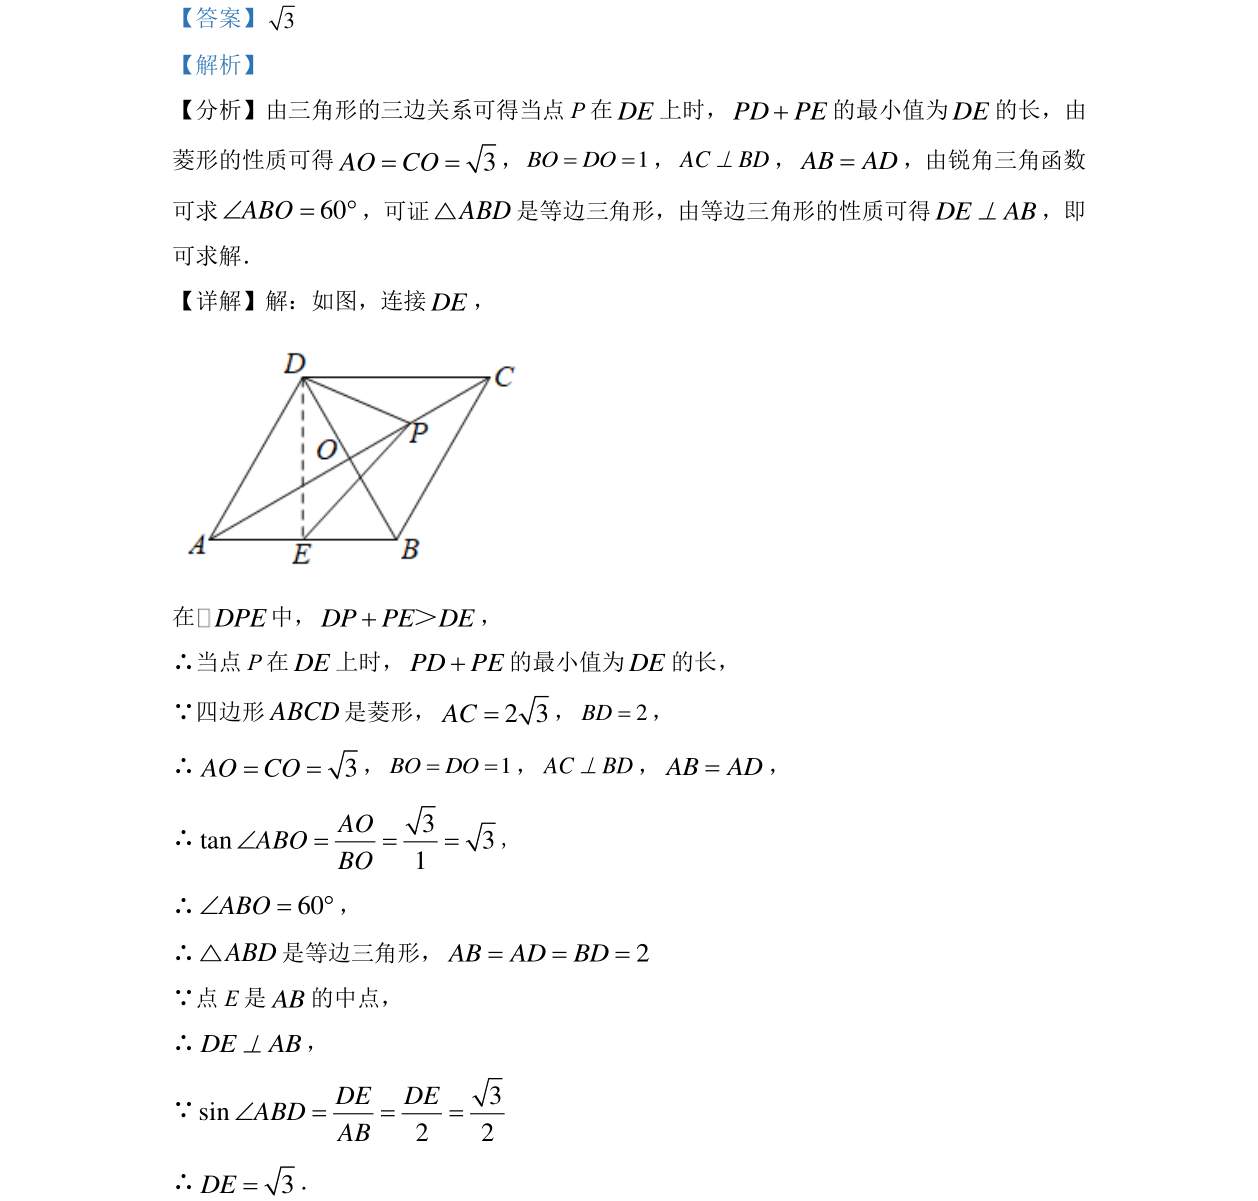 【答案】√3
【解析】
【分析】由三角形的三边关系可得当点 P 在 DE 上时，PD + PE 的最小值为 DE 的长，由
菱形的性质可得 AO = CO = √3，BO = DO = 1，AC ⊥ BD，AB = AD，由锐角三角函数
可求 ∠ABO = 60°，可证 △ABD 是等边三角形，由等边三角形的性质可得 DE ⊥ AB，即
可求解.
【详解】解：如图，连接 DE，
D
C
P
O
A
E
B
在□DPE 中，DP + PE＞DE，
∴当点 P 在 DE 上时，PD + PE 的最小值为 DE 的长，
∵四边形 ABCD 是菱形，AC = 2√3，BD = 2，
∴ AO = CO = √3，BO = DO = 1，AC ⊥ BD，AB = AD，
∴ tan ∠ABO = AO/BO = √3/1 = √3，
∴ ∠ABO = 60°，
∴ △ABD 是等边三角形，AB = AD = BD = 2
∵点 E 是 AB 的中点，
∴ DE ⊥ AB，
∵ sin ∠ABD = DE/AB = DE/2 = √3/2
∴ DE = √3.